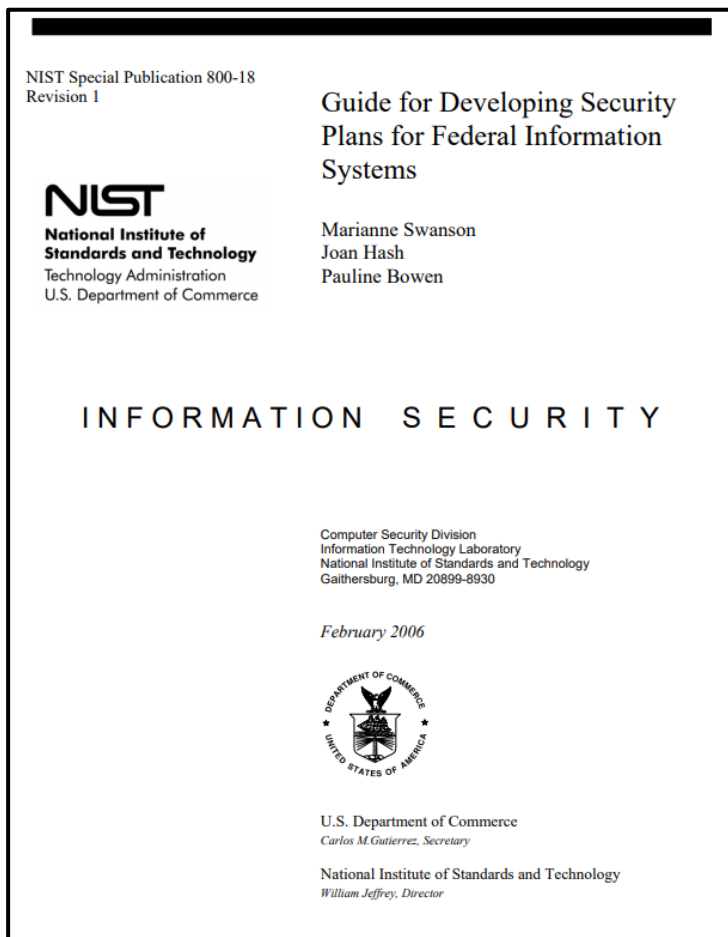 NIST Special Publication 800-18
Revision 1
Guide for Developing Security
Plans for Federal Information
Systems
NIST
National Institute of
Standards and Technology
Technology Administration
U.S. Department of Commerce
Marianne Swanson
Joan Hash
Pauline Bowen
INFORMATION SECURITY
Computer Security Division
Information Technology Laboratory
National Institute of Standards and Technology
Gaithersburg, MD 20899-8930
February 2006
DEPARTMENT OF COMMERCE
UNITED STATES OF AMERICA
U.S. Department of Commerce
Carlos M.Gutierrez, Secretary
National Institute of Standards and Technology
William Jeffrey, Director